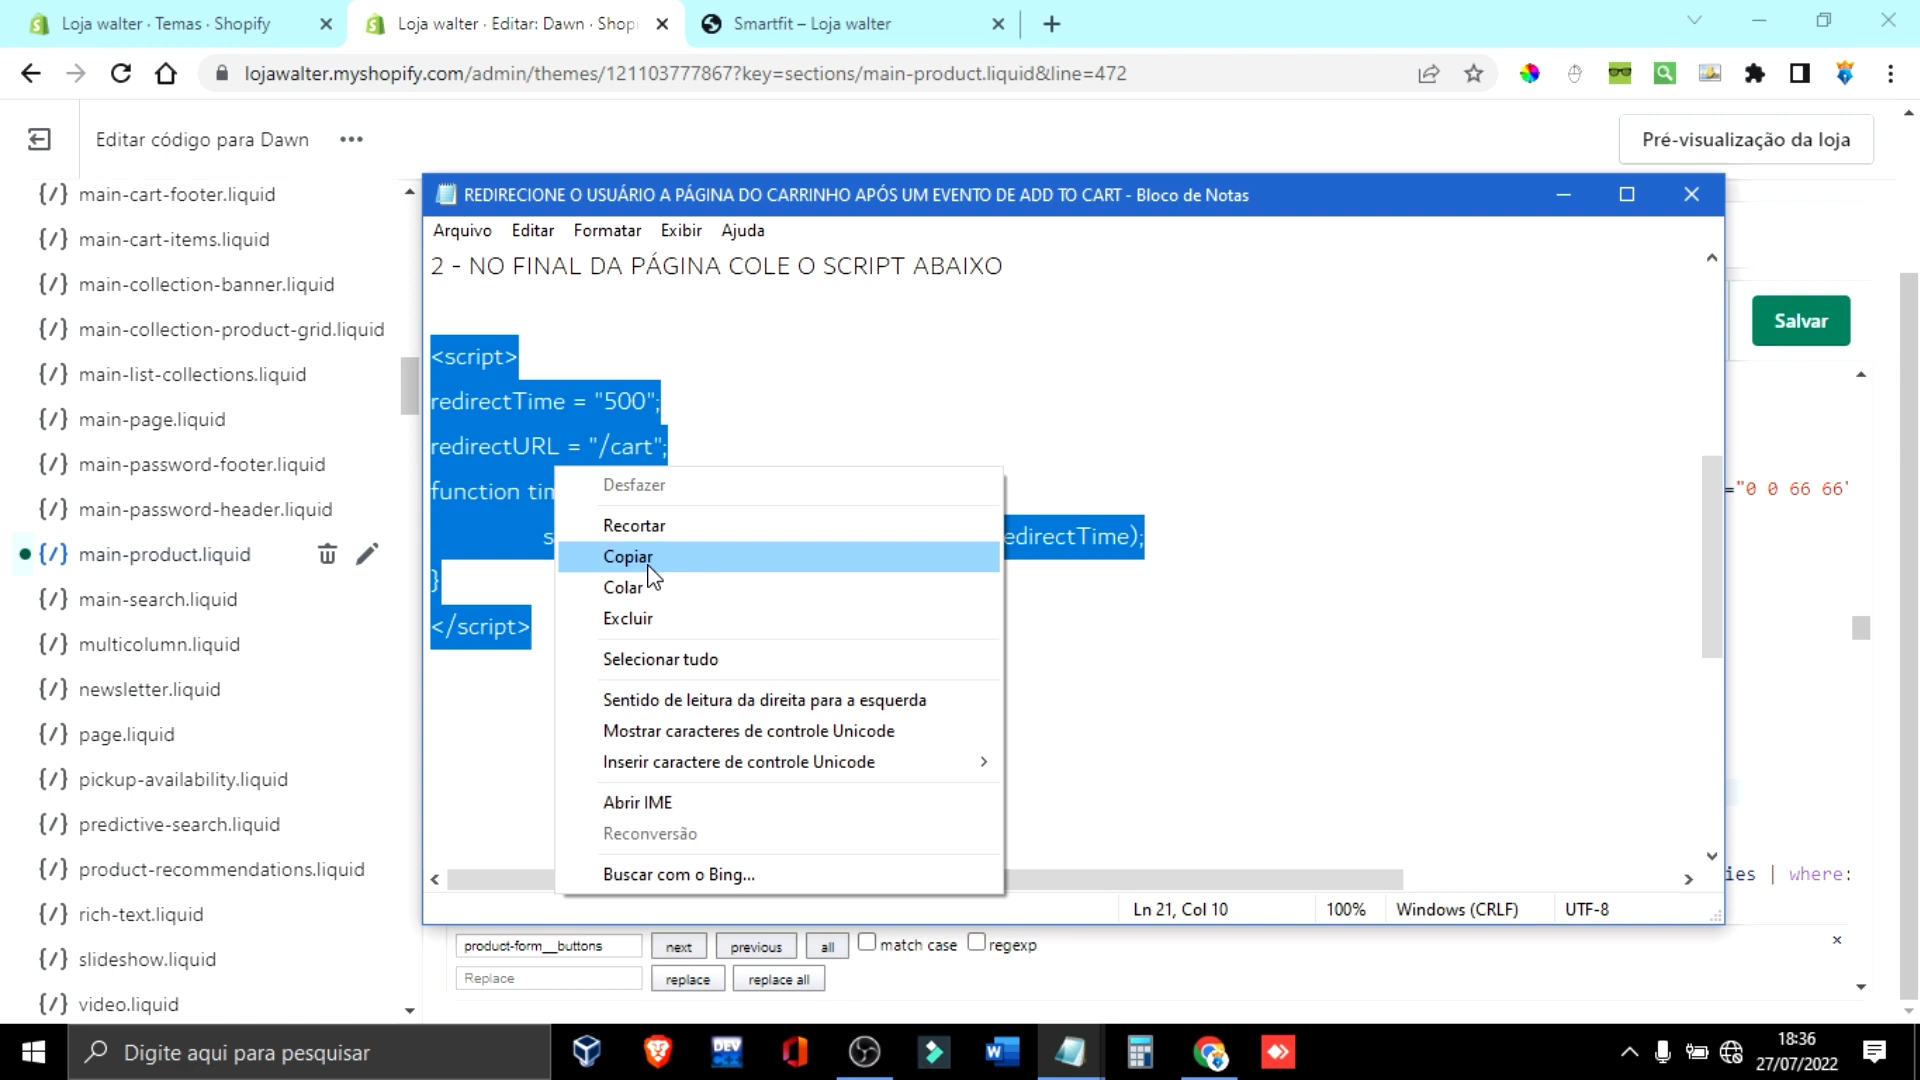 Loja walter · Temas · Shopify
Loja walter · Editar: Dawn · Shopi
Smartfit – Loja walter
lojawalter.myshopify.com/admin/themes/121103777867?key=sections/main-product.liquid&line=472
Editar código para Dawn
Pré-visualização da loja
REDIRECIONE O USUÁRIO A PÁGINA DO CARRINHO APÓS UM EVENTO DE ADD TO CART - Bloco de Notas
Arquivo Editar Formatar Exibir Ajuda
2 - NO FINAL DA PÁGINA COLE O SCRIPT ABAIXO
<script>
redirectTime = "500";
redirectURL = "/cart";
function tim
s edirectTime);
}
</script>
Desfazer
Recortar
Copiar
Colar
Excluir
Selecionar tudo
Sentido de leitura da direita para a esquerda
Mostrar caracteres de controle Unicode
Inserir caractere de controle Unicode
Abrir IME
Reconversão
Buscar com o Bing...
Ln 21, Col 10 100% Windows (CRLF) UTF-8
Salvar
="0 0 66 66"
ies | where:
{/} main-cart-footer.liquid
{/} main-cart-items.liquid
{/} main-collection-banner.liquid
{/} main-collection-product-grid.liquid
{/} main-list-collections.liquid
{/} main-page.liquid
{/} main-password-footer.liquid
{/} main-password-header.liquid
{/} main-product.liquid
{/} main-search.liquid
{/} multicolumn.liquid
{/} newsletter.liquid
{/} page.liquid
{/} pickup-availability.liquid
{/} predictive-search.liquid
{/} product-recommendations.liquid
{/} rich-text.liquid
{/} slideshow.liquid
{/} video.liquid
product-form__buttons next previous all match case regexp
Replace replace replace all
Digite aqui para pesquisar
DEV
18:36
27/07/2022